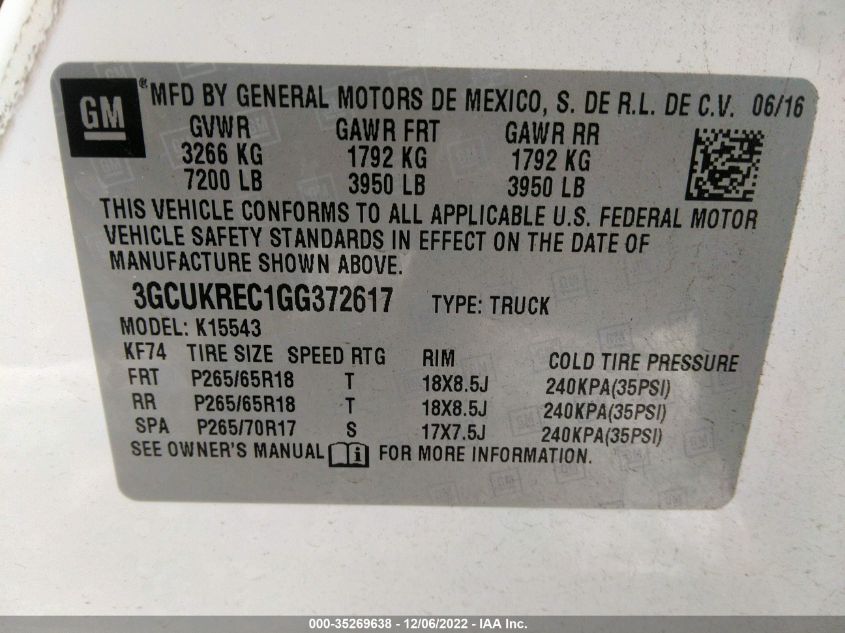 GM ® MFD BY GENERAL MOTORS DE MEXICO, S. DE R.L. DE C.V. 06/16
GVWR GAWR FRT GAWR RR
3266 KG 1792 KG 1792 KG
7200 LB 3950 LB 3950 LB
THIS VEHICLE CONFORMS TO ALL APPLICABLE U.S. FEDERAL MOTOR
VEHICLE SAFETY STANDARDS IN EFFECT ON THE DATE OF
MANUFACTURE SHOWN ABOVE.
3GCUKREC1GG372617 TYPE: TRUCK
MODEL: K15543
KF74 TIRE SIZE SPEED RTG RIM COLD TIRE PRESSURE
FRT P265/65R18 T 18X8.5J 240KPA(35PSI)
RR P265/65R18 T 18X8.5J 240KPA(35PSI)
SPA P265/70R17 S 17X7.5J 240KPA(35PSI)
SEE OWNER'S MANUAL i FOR MORE INFORMATION.
000-35269638 - 12/06/2022 - IAA Inc.